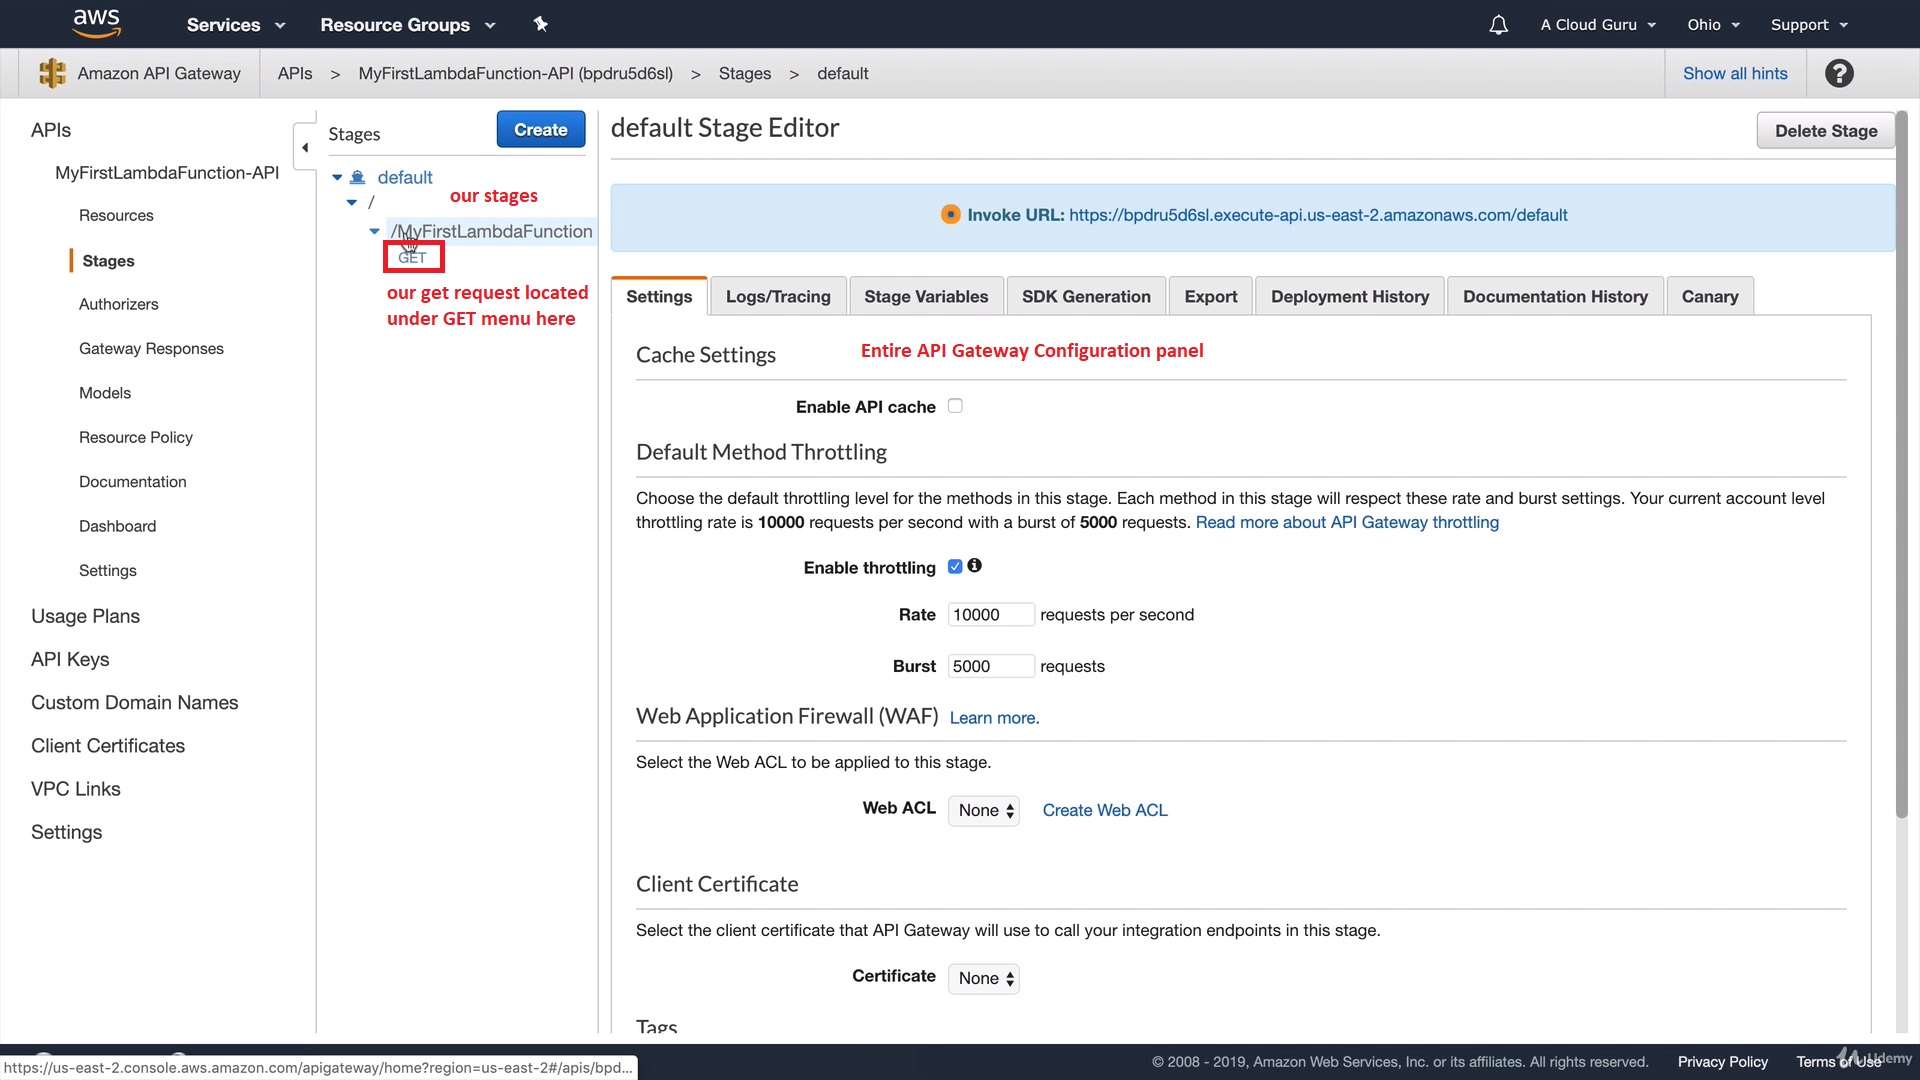 aws
Services
Resource Groups
A Cloud Guru
Ohio
Support
Amazon API Gateway
APIs > MyFirstLambdaFunction-API (bpdru5d6sl) > Stages > default
Show all hints
?
APIs
MyFirstLambdaFunction-API
Resources
Stages
Authorizers
Gateway Responses
Models
Resource Policy
Documentation
Dashboard
Settings
Usage Plans
API Keys
Custom Domain Names
Client Certificates
VPC Links
Settings
Stages
Create
default
our stages
/
/MyFirstLambdaFunction
GET
our get request located
under GET menu here
default Stage Editor
Delete Stage
Invoke URL: https://bpdru5d6sl.execute-api.us-east-2.amazonaws.com/default
Settings
Logs/Tracing
Stage Variables
SDK Generation
Export
Deployment History
Documentation History
Canary
Cache Settings
Entire API Gateway Configuration panel
Enable API cache
Default Method Throttling
Choose the default throttling level for the methods in this stage. Each method in this stage will respect these rate and burst settings. Your current account level
throttling rate is 10000 requests per second with a burst of 5000 requests. Read more about API Gateway throttling
Enable throttling
Rate 10000 requests per second
Burst 5000 requests
Web Application Firewall (WAF) Learn more.
Select the Web ACL to be applied to this stage.
Web ACL None Create Web ACL
Client Certificate
Select the client certificate that API Gateway will use to call your integration endpoints in this stage.
Certificate None
Tags
https://us-east-2.console.aws.amazon.com/apigateway/home?region=us-east-2#/apis/bpd...
© 2008 - 2019, Amazon Web Services, Inc. or its affiliates. All rights reserved.
Privacy Policy
Terms of Use
Udemy